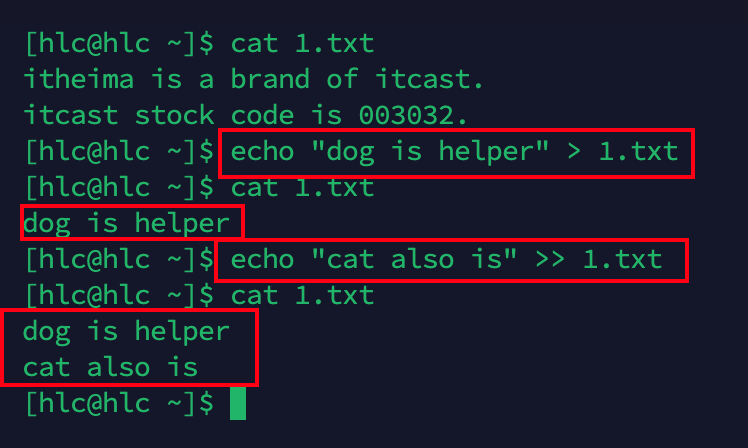 [hlc@hlc ~]$ cat 1.txt
itheima is a brand of itcast.
itcast stock code is 003032.
[hlc@hlc ~]$ echo "dog is helper" > 1.txt
[hlc@hlc ~]$ cat 1.txt
dog is helper
[hlc@hlc ~]$ echo "cat also is" >> 1.txt
[hlc@hlc ~]$ cat 1.txt
dog is helper
cat also is
[hlc@hlc ~]$